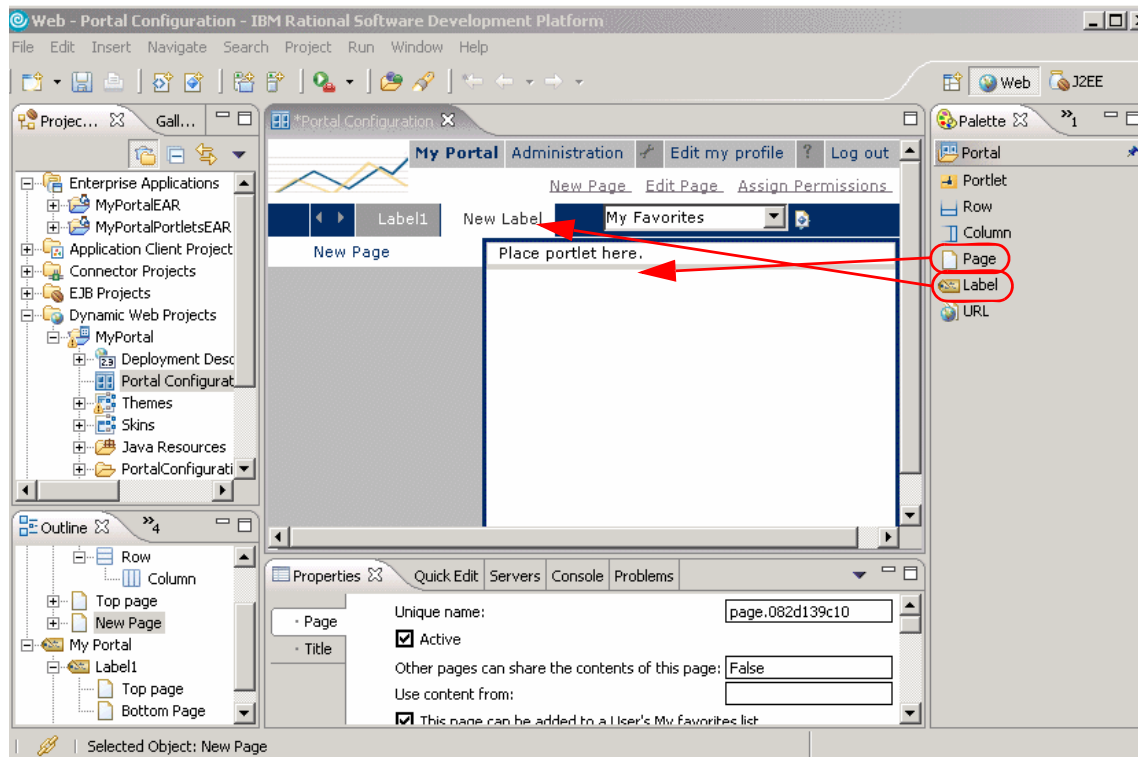 Web - Portal Configuration - IBM Rational Software Development Platform
File Edit Insert Navigate Search Project Run Window Help
Web J2EE
Projec... Gall...
Enterprise Applications
MyPortalEAR
MyPortalPortletsEAR
Application Client Project
Connector Projects
EJB Projects
Dynamic Web Projects
MyPortal
2.3 Deployment Desc
Portal Configurat
Themes
Skins
Java Resources
PortalConfigurati
Outline »4
Row
Column
Top page
New Page
My Portal
Label1
Top page
Bottom Page
*Portal Configuration
My Portal Administration Edit my profile ? Log out
New Page Edit Page Assign Permissions
Label1 New Label My Favorites
New Page Place portlet here.
Properties Quick Edit Servers Console Problems
Page
Title
Unique name: page.082d139c10
Active
Other pages can share the contents of this page: False
Use content from:
This page can be added to a User's My favorites list
Palette »1
Portal
Portlet
Row
Column
Page
Label
URL
Selected Object: New Page